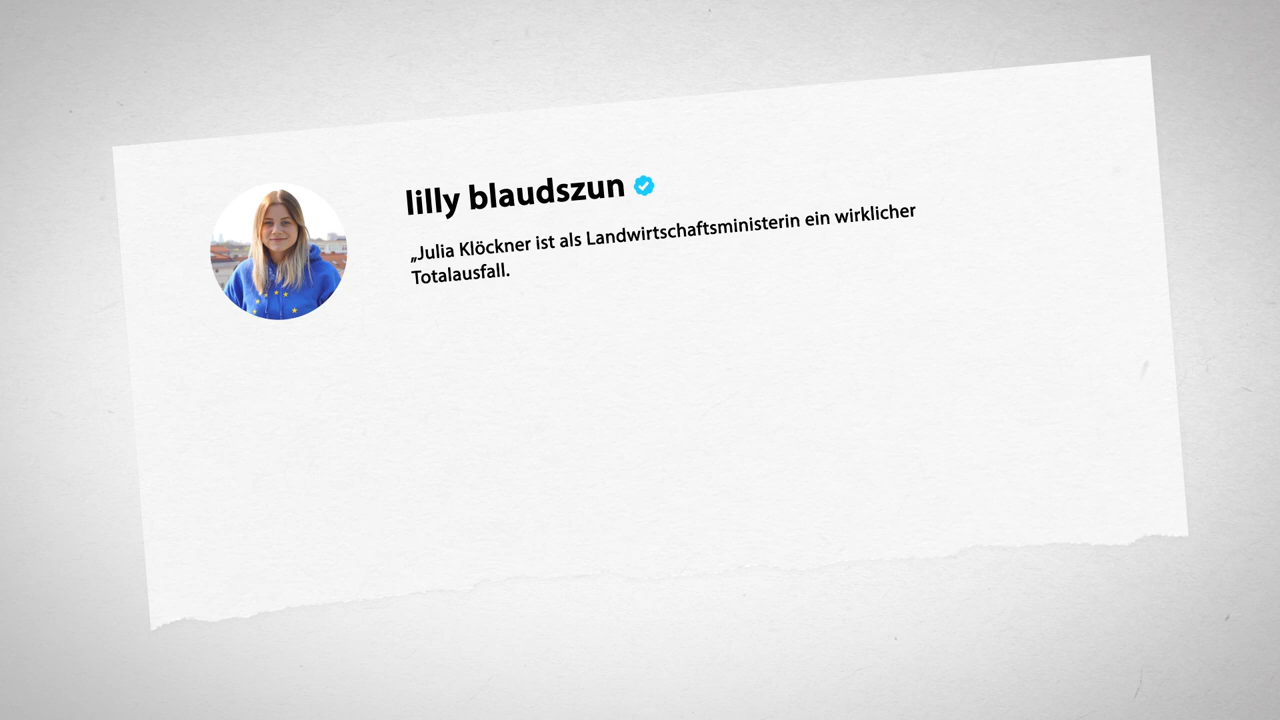 lilly blaudszun
„Julia Klöckner ist als Landwirtschaftsministerin ein wirklicher
Totalausfall.